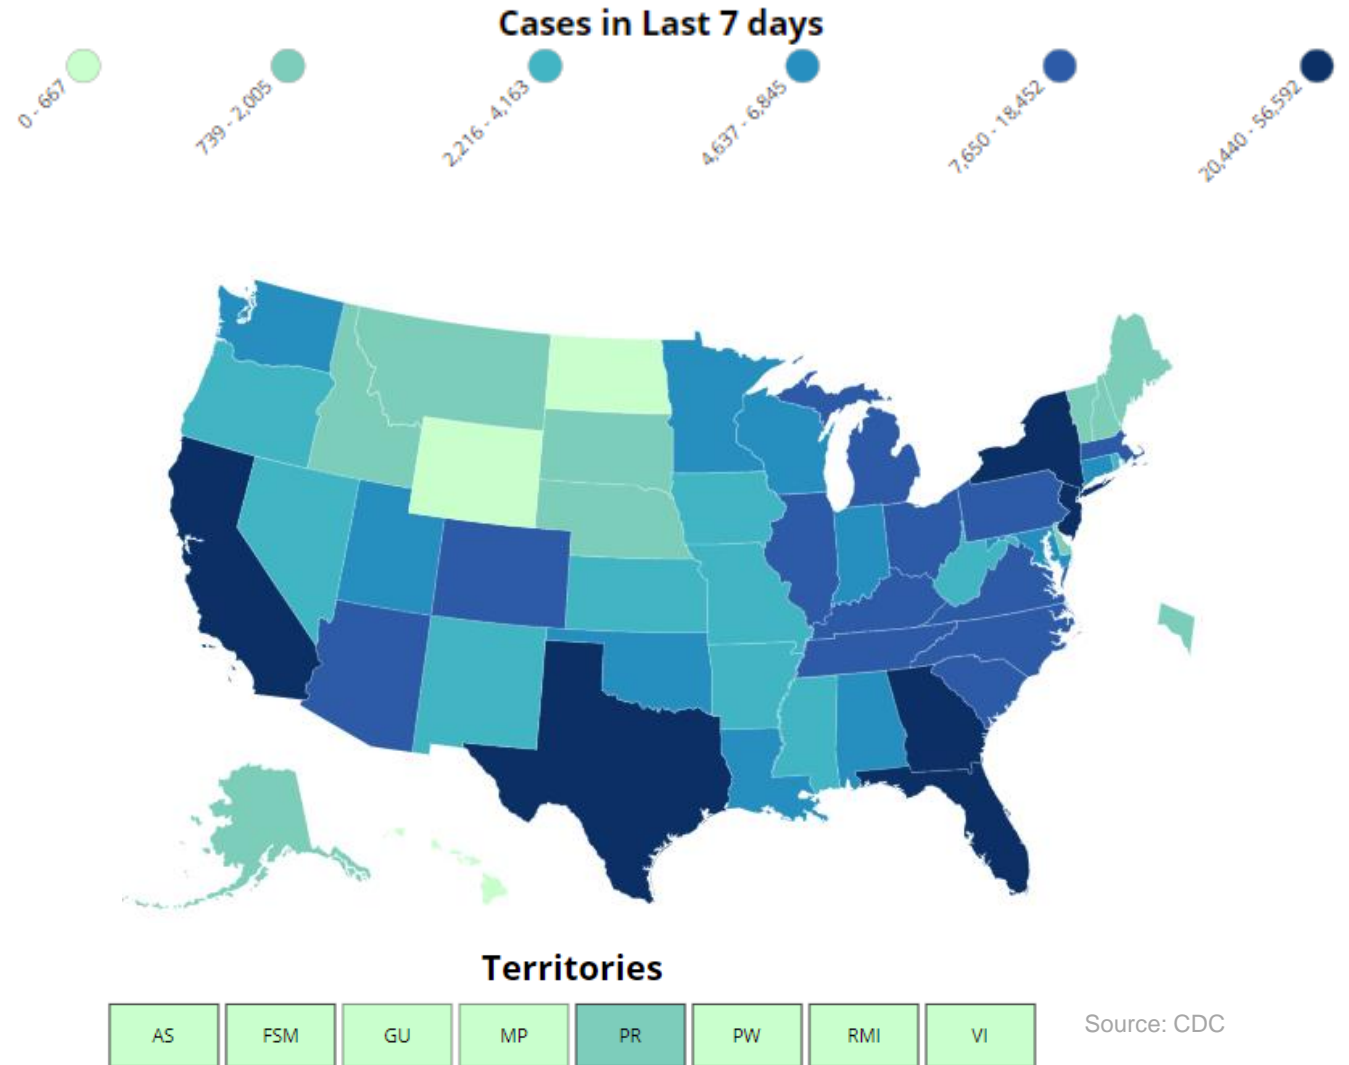 Cases in Last 7 days
0 - 667
739 - 2,005
2,216 - 4,163
4,637 - 6,845
7,650 - 18,452
20,440 - 56,592
Territories
AS FSM GU MP PR PW RMI VI
Source: CDC